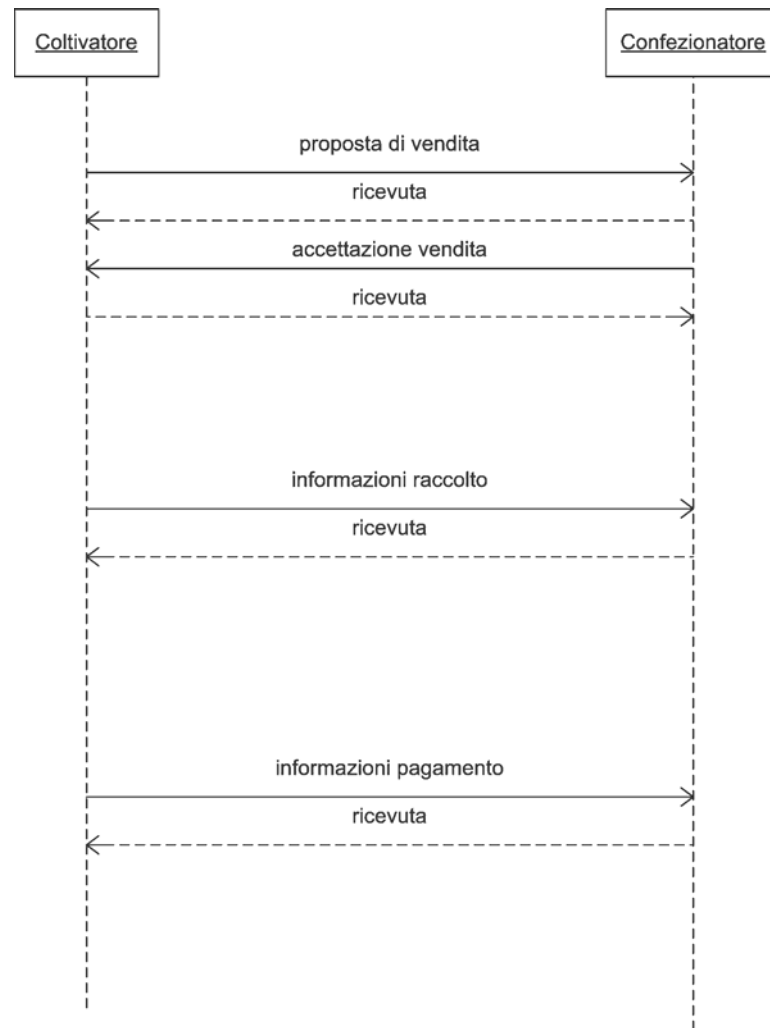 Coltivatore
Confezionatore
proposta di vendita
ricevuta
accettazione vendita
ricevuta
informazioni raccolto
ricevuta
informazioni pagamento
ricevuta